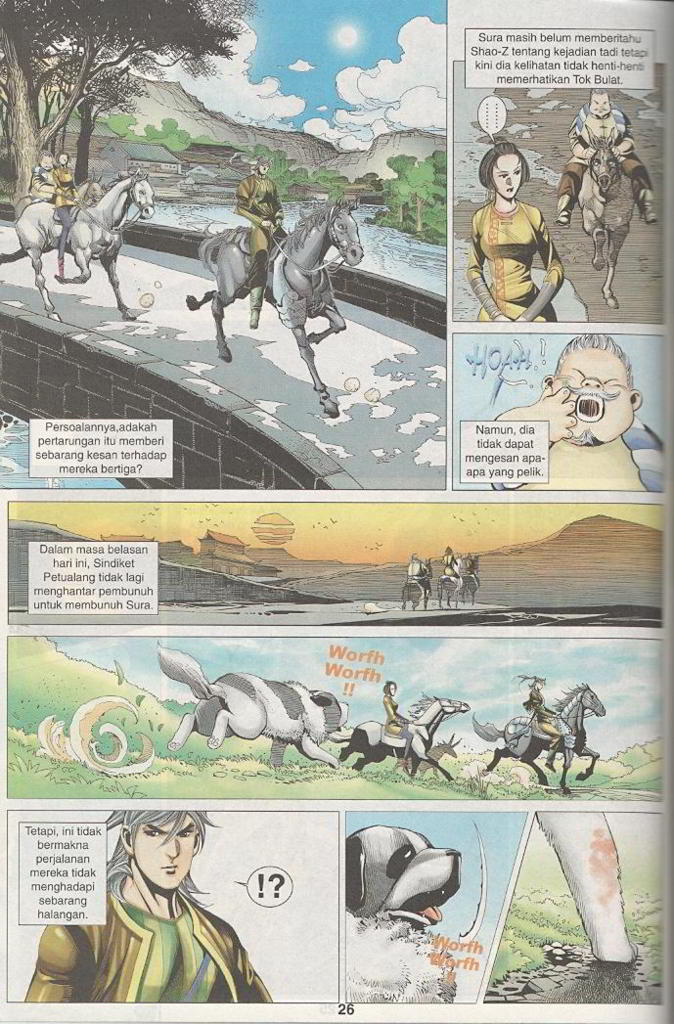 Persoalannya,adakah
pertarungan itu memberi
sebarang kesan terhadap
mereka bertiga?
Sura masih belum memberitahu
Shao-Z tentang kejadian tadi tetapi
kini dia kelihatan tidak henti-henti
memerhatikan Tok Bulat.
......
HOAH..!
Namun, dia
tidak dapat
mengesan apa-
apa yang pelik.
Dalam masa belasan
hari ini, Sindiket
Petualang tidak lagi
menghantar pembunuh
untuk membunuh Sura.
Worfh
Worfh
!!
Tetapi, ini tidak
bermakna
perjalanan
mereka tidak
menghadapi
sebarang
halangan.
!?
Worfh
Worfh
!!
26